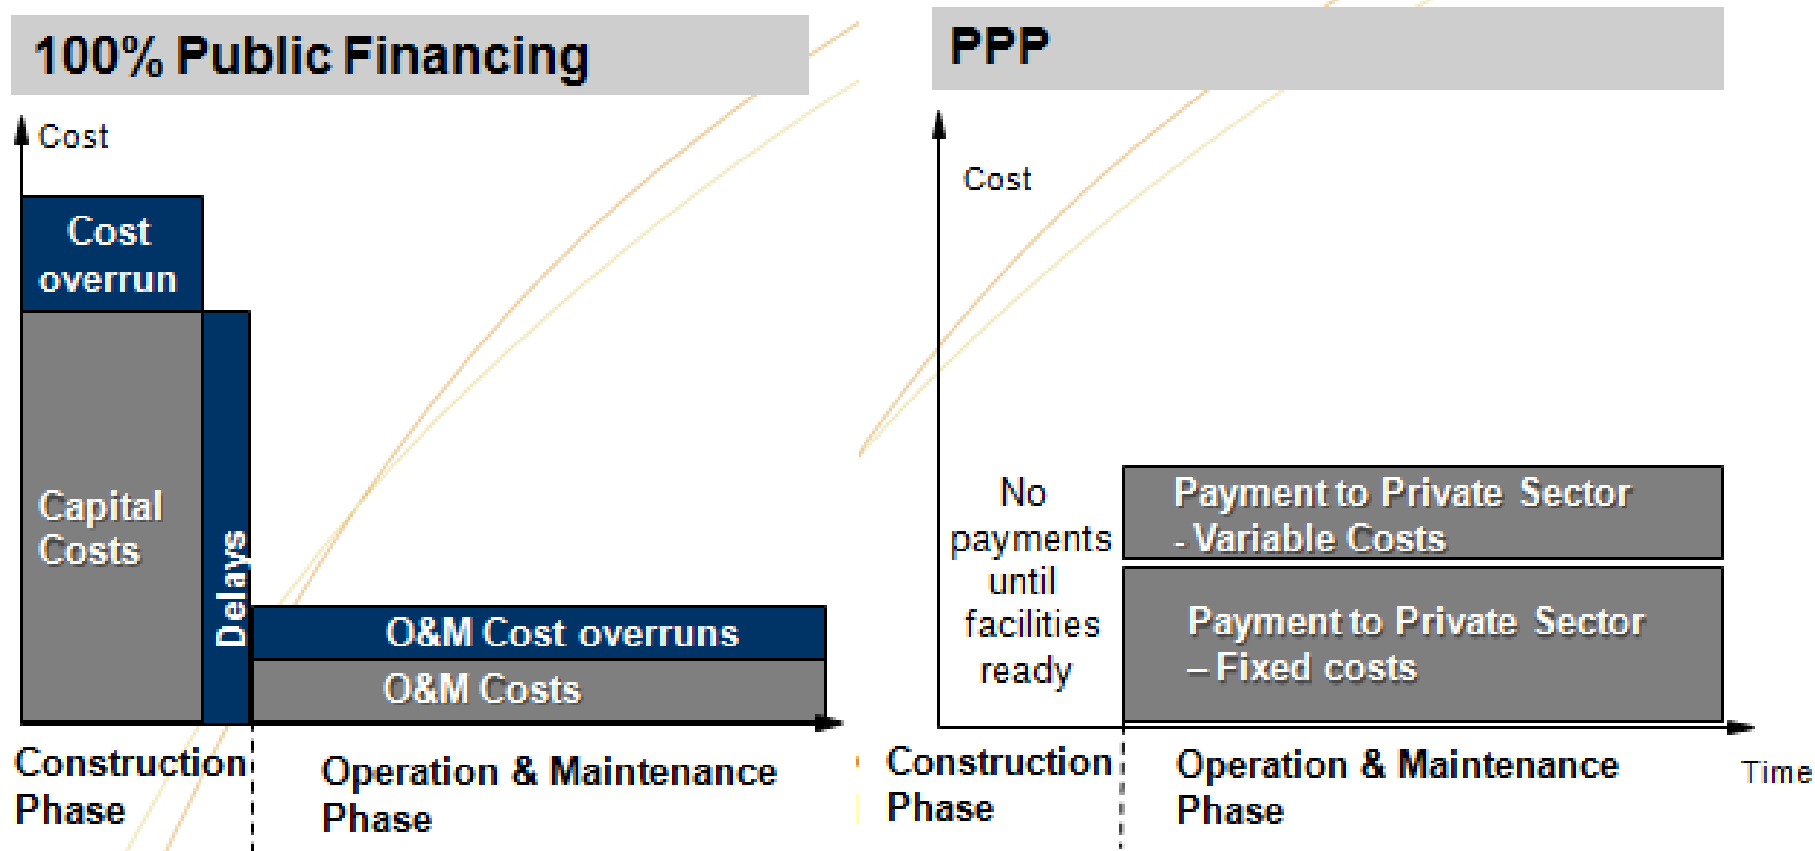 100% Public Financing
Cost
Cost
overrun
Capital
Costs
Delays
O&M Cost overruns
O&M Costs
Construction
Phase
Operation & Maintenance
Phase
PPP
Cost
No
payments
until
facilities
ready
Payment to Private Sector
- Variable Costs
Payment to Private Sector
– Fixed costs
Construction
Phase
Operation & Maintenance
Phase
Time